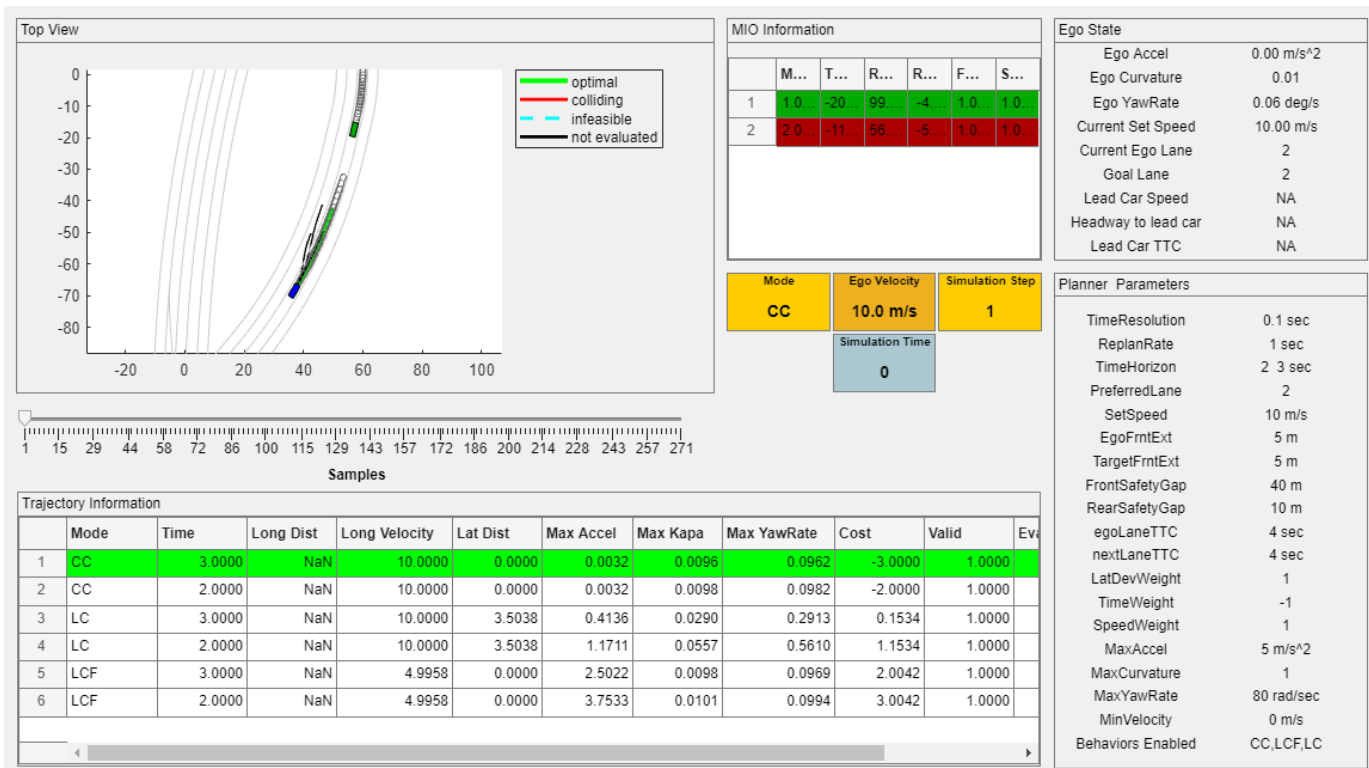 Top View
0
-10
-20
-30
-40
-50
-60
-70
-80
-20 0 20 40 60 80 100
optimal
colliding
infeasible
not evaluated
MIO Information
M... T... R... R... F... S...
1 1.0... -20... 99.... -4.... 1.0... 1.0...
2 2.0... -11... 56.... -5.... 1.0... 1.0...
Mode
CC
Ego Velocity
10.0 m/s
Simulation Step
1
Simulation Time
0
Ego State
Ego Accel 0.00 m/s^2
Ego Curvature 0.01
Ego YawRate 0.06 deg/s
Current Set Speed 10.00 m/s
Current Ego Lane 2
Goal Lane 2
Lead Car Speed NA
Headway to lead car NA
Lead Car TTC NA
Planner Parameters
TimeResolution 0.1 sec
ReplanRate 1 sec
TimeHorizon 2 3 sec
PreferredLane 2
SetSpeed 10 m/s
EgoFrntExt 5 m
TargetFrntExt 5 m
FrontSafetyGap 40 m
RearSafetyGap 10 m
egoLaneTTC 4 sec
nextLaneTTC 4 sec
LatDevWeight 1
TimeWeight -1
SpeedWeight 1
MaxAccel 5 m/s^2
MaxCurvature 1
MaxYawRate 80 rad/sec
MinVelocity 0 m/s
Behaviors Enabled CC,LCF,LC
1 15 29 44 58 72 86 100 115 129 143 157 172 186 200 214 228 243 257 271
Samples
Trajectory Information
Mode Time Long Dist Long Velocity Lat Dist Max Accel Max Kapa Max YawRate Cost Valid
1 CC 3.0000 NaN 10.0000 0.0000 0.0032 0.0096 0.0962 -3.0000 1.0000
2 CC 2.0000 NaN 10.0000 0.0000 0.0032 0.0098 0.0982 -2.0000 1.0000
3 LC 3.0000 NaN 10.0000 3.5038 0.4136 0.0290 0.2913 0.1534 1.0000
4 LC 2.0000 NaN 10.0000 3.5038 1.1711 0.0557 0.5610 1.1534 1.0000
5 LCF 3.0000 NaN 4.9958 0.0000 2.5022 0.0098 0.0969 2.0042 1.0000
6 LCF 2.0000 NaN 4.9958 0.0000 3.7533 0.0101 0.0994 3.0042 1.0000